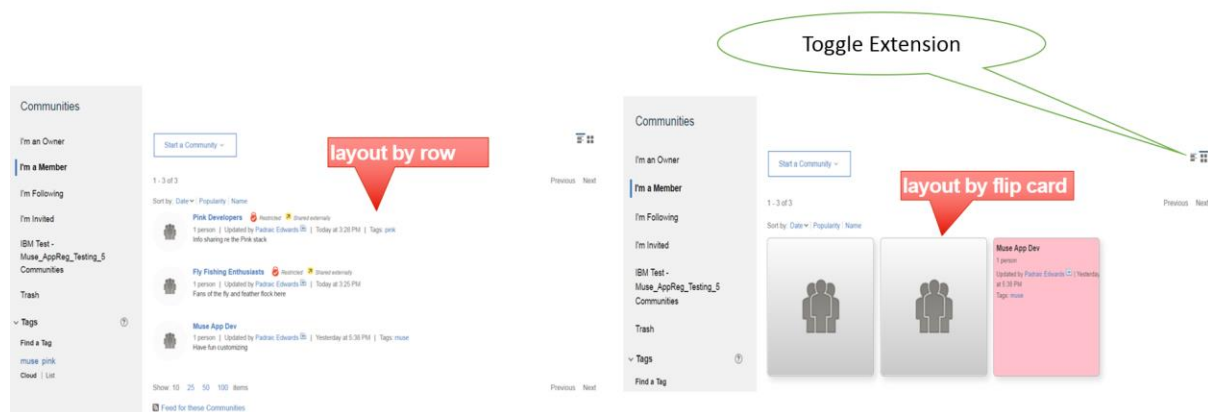 Toggle Extension
Communities
I'm an Owner
I'm a Member
I'm Following
I'm Invited
IBM Test -
Muse_AppReg_Testing_5
Communities
Trash
Tags
Find a Tag
muse pink
Cloud | List
Start a Community
layout by row
1 - 3 of 3
Previous Next
Sort by: Date | Popularity | Name
Pink Developers Restricted Shared externally
1 person | Updated by Padraic Edwards | Today at 3:28 PM | Tags: pink
Info sharing re the Pink stack
Fly Fishing Enthusiasts Restricted Shared externally
1 person | Updated by Padraic Edwards | Today at 3:25 PM
Fans of the fly and feather flock here
Muse App Dev
1 person | Updated by Padraic Edwards | Yesterday at 5:36 PM | Tags: muse
Have fun customizing
Show: 10 25 50 100 items
Previous Next
Feed for these Communities
Communities
I'm an Owner
I'm a Member
I'm Following
I'm Invited
IBM Test -
Muse_AppReg_Testing_5
Communities
Trash
Tags
Find a Tag
Start a Community
layout by flip card
1 - 3 of 3
Previous Next
Sort by: Date | Popularity | Name
Muse App Dev
1 person
Updated by Padraic Edwards | Yesterday
at 5:36 PM
Tags: muse